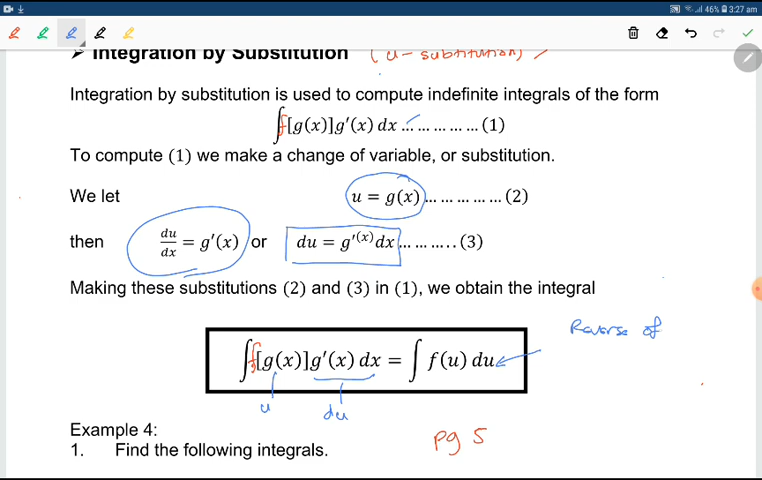 46% 3:27 am
➤ Integration by Substitution (u - substitution)
Integration by substitution is used to compute indefinite integrals of the form
∫f[g(x)]g′(x) dx ... ... ... ... (1)
To compute (1) we make a change of variable, or substitution.
We let u = g(x) ... ... ... ... (2)
then du/dx = g′(x) or du = g′⁽ˣ⁾dx ... ... ... (3)
Making these substitutions (2) and (3) in (1), we obtain the integral
Reverse of
∫f[g(x)]g′(x) dx = ∫ f(u) du
u du
Example 4: pg 5
1. Find the following integrals.